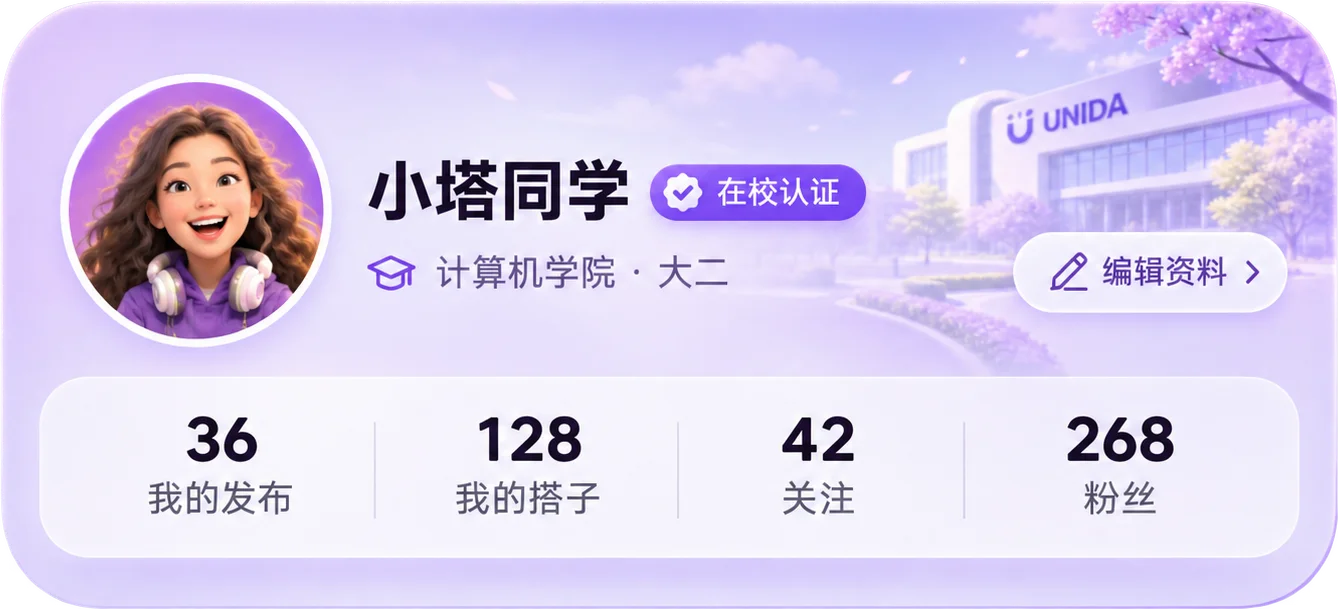 UNIDA
小塔同学 在校认证
计算机学院 · 大二
编辑资料
36 128 42 268
我的发布 我的搭子 关注 粉丝